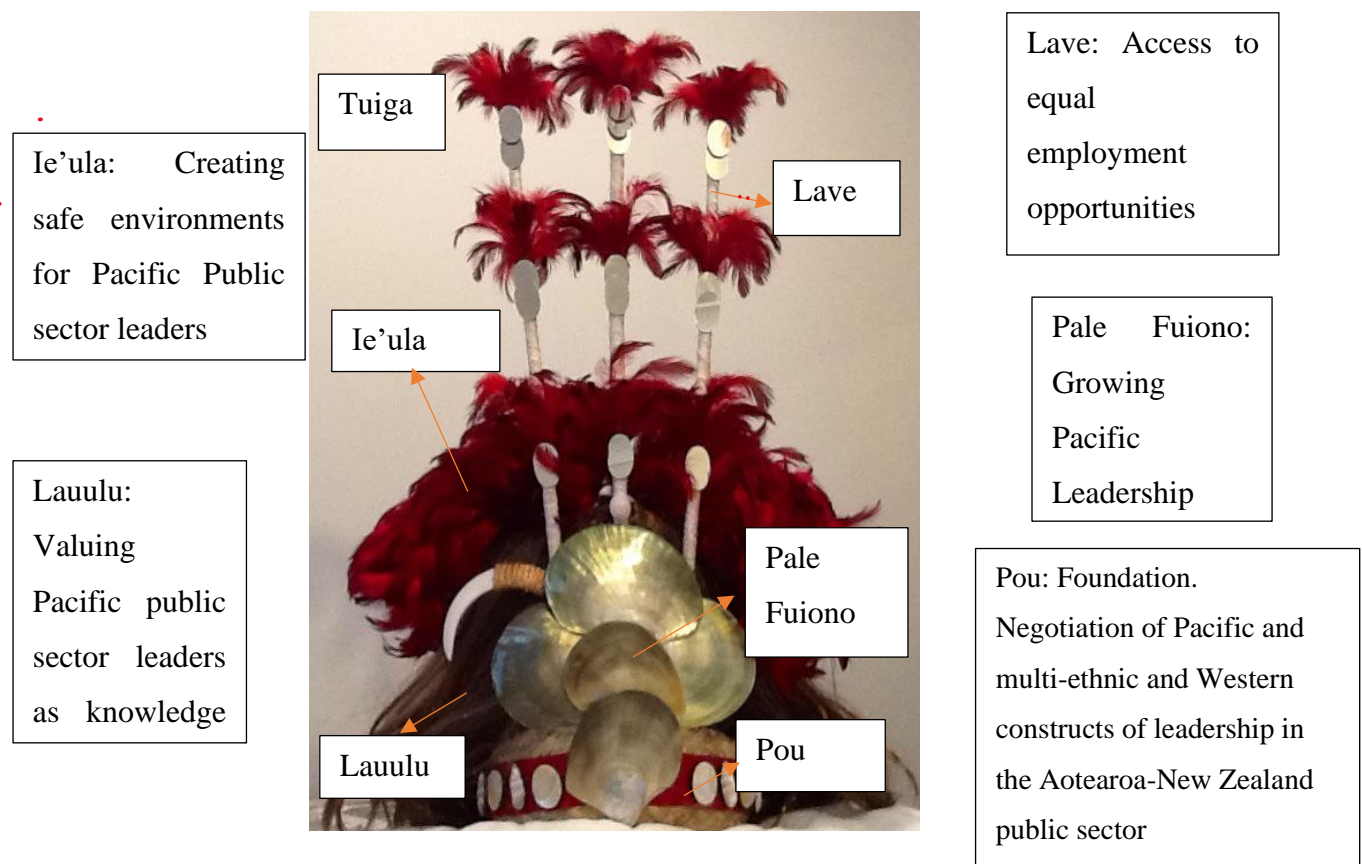 Ie’ula: Creating
safe environments
for Pacific Public
sector leaders
Lauulu:
Valuing
Pacific public
sector leaders
as knowledge
Tuiga
Lave
Ie’ula
Pale
Fuiono
Lauulu
Pou
Lave: Access to
equal
employment
opportunities
Pale Fuiono:
Growing
Pacific
Leadership
Pou: Foundation.
Negotiation of Pacific and
multi-ethnic and Western
constructs of leadership in
the Aotearoa-New Zealand
public sector